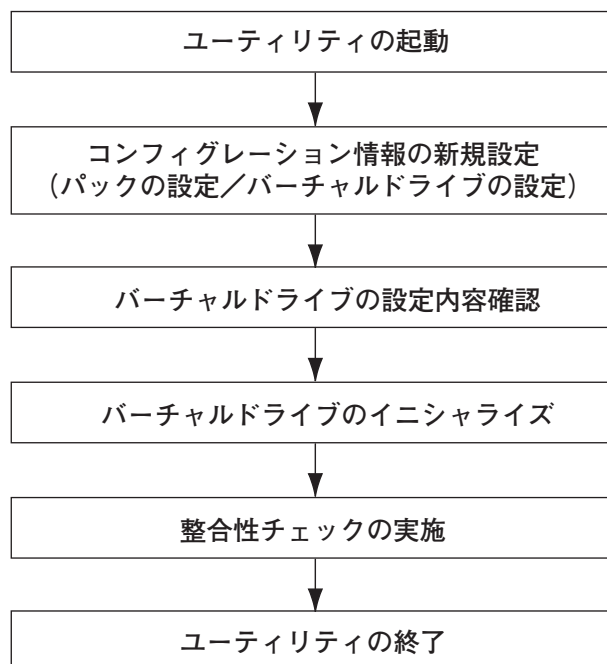 ユーティリティの起動
コンフィグレーション情報の新規設定
（パックの設定／バーチャルドライブの設定）
バーチャルドライブの設定内容確認
バーチャルドライブのイニシャライズ
整合性チェックの実施
ユーティリティの終了